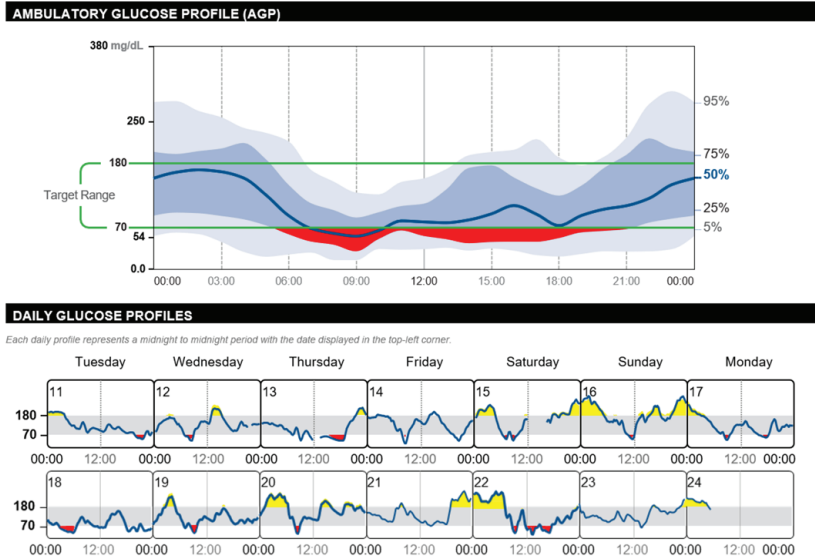 AMBULATORY GLUCOSE PROFILE (AGP)
380 mg/dL
95%
250
75%
180
50%
Target Range
25%
70
5%
54
0.0
00:00 03:00 06:00 09:00 12:00 15:00 18:00 21:00 00:00
DAILY GLUCOSE PROFILES
Each daily profile represents a midnight to midnight period with the date displayed in the top-left corner.
Tuesday Wednesday Thursday Friday Saturday Sunday Monday
11 12 13 14 15 16 17
180
70
00:00 12:00 00:00 12:00 00:00 12:00 00:00 12:00 00:00 12:00 00:00 12:00 00:00 12:00 00:00
18 19 20 21 22 23 24
180
70
00:00 12:00 00:00 12:00 00:00 12:00 00:00 12:00 00:00 12:00 00:00 12:00 00:00 12:00 00:00